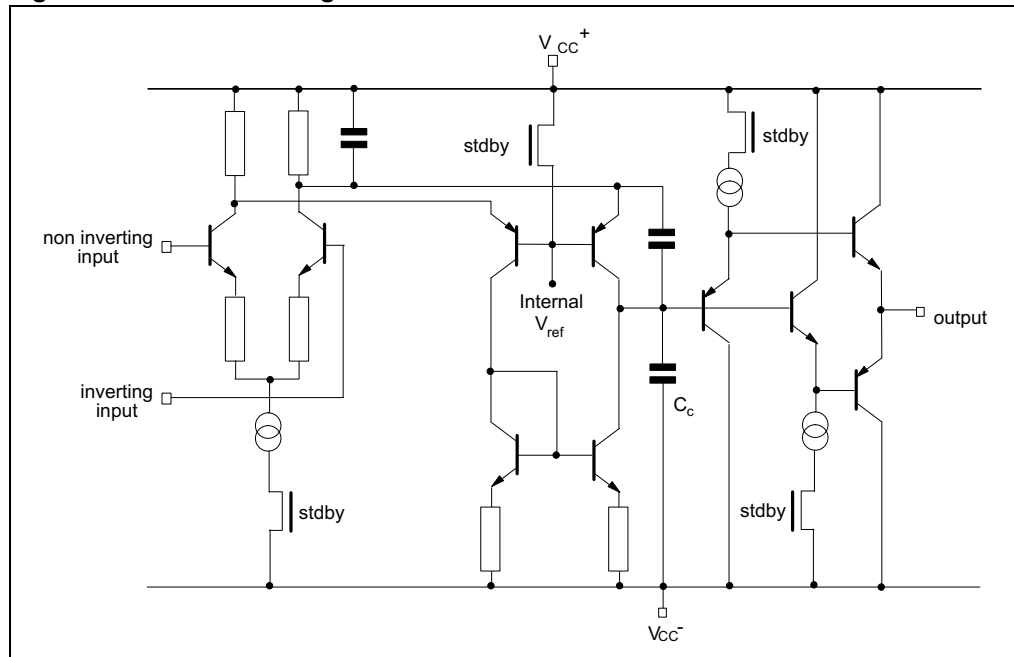 V CC +
stdby
stdby
non inverting
input
Internal
Vref
output
inverting
input
Cc
stdby
stdby
VCC-